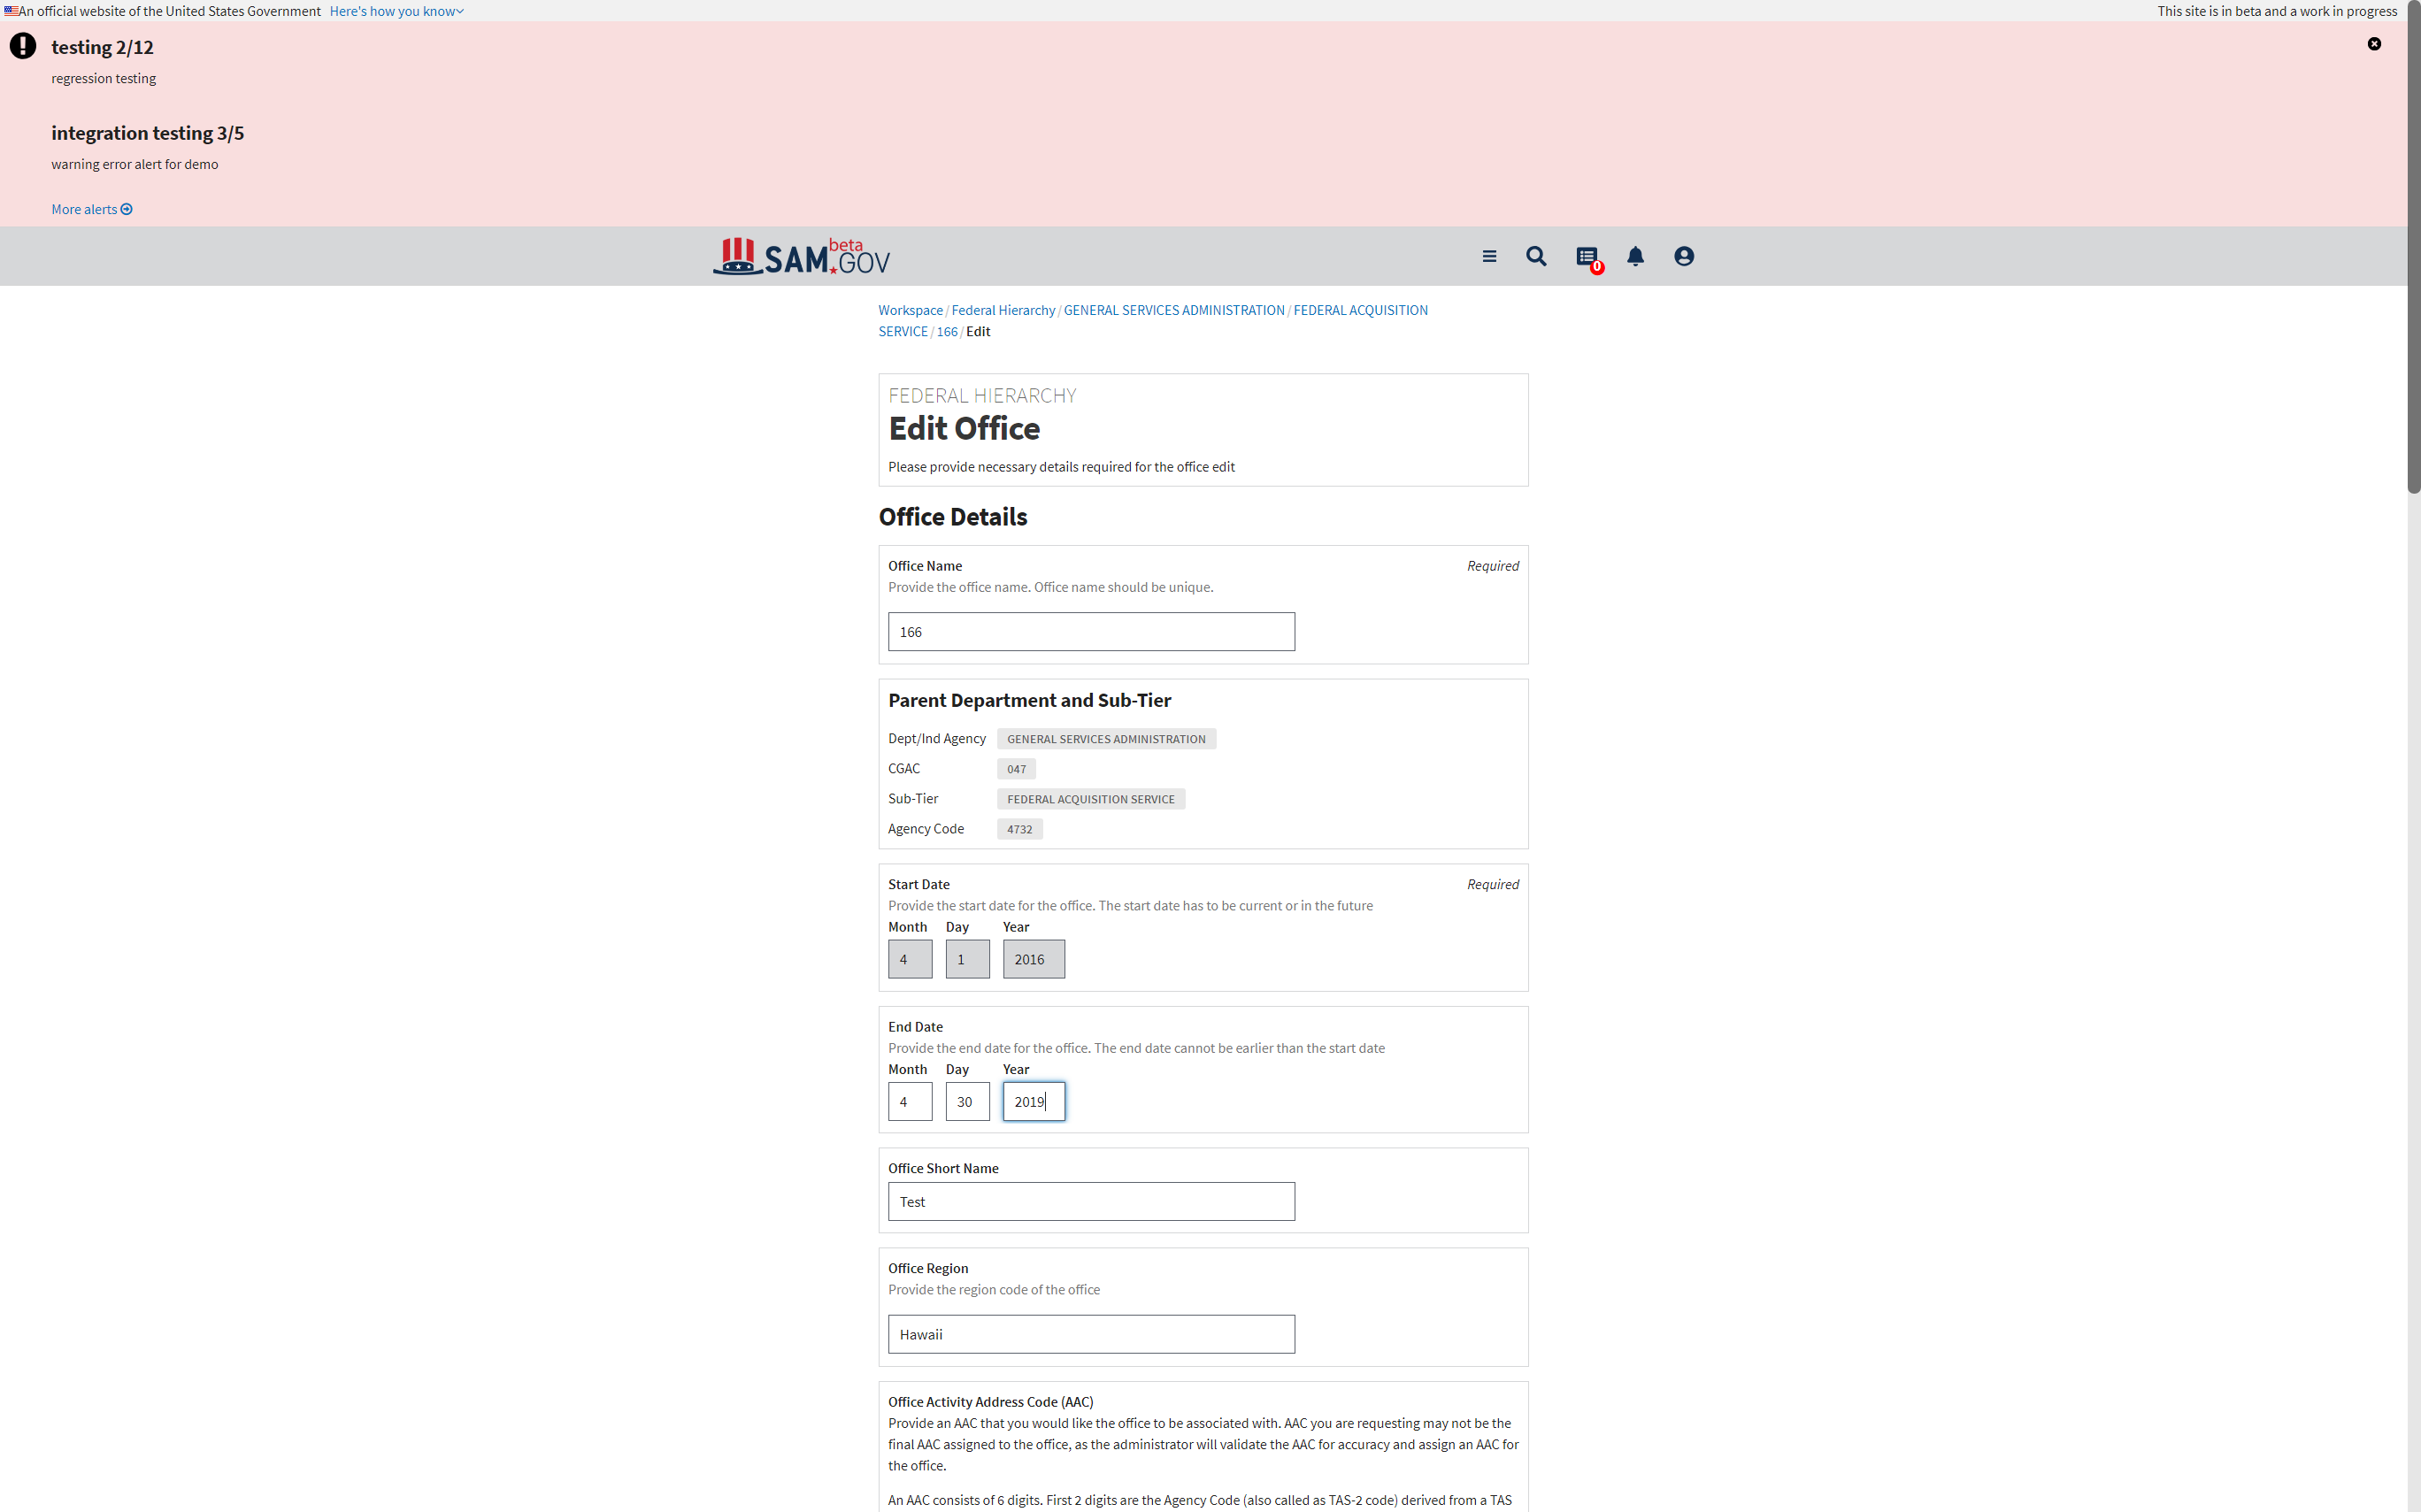 An official website of the United States Government Here's how you know
This site is in beta and a work in progress
testing 2/12
regression testing
integration testing 3/5
warning error alert for demo
More alerts
SAM.GOV beta
0
Workspace / Federal Hierarchy / GENERAL SERVICES ADMINISTRATION / FEDERAL ACQUISITION
SERVICE / 166 / Edit
FEDERAL HIERARCHY
Edit Office
Please provide necessary details required for the office edit
Office Details
Office Name Required
Provide the office name. Office name should be unique.
166
Parent Department and Sub-Tier
Dept/Ind Agency GENERAL SERVICES ADMINISTRATION
CGAC 047
Sub-Tier FEDERAL ACQUISITION SERVICE
Agency Code 4732
Start Date Required
Provide the start date for the office. The start date has to be current or in the future
Month Day Year
4 1 2016
End Date
Provide the end date for the office. The end date cannot be earlier than the start date
Month Day Year
4 30 2019
Office Short Name
Test
Office Region
Provide the region code of the office
Hawaii
Office Activity Address Code (AAC)
Provide an AAC that you would like the office to be associated with. AAC you are requesting may not be the
final AAC assigned to the office, as the administrator will validate the AAC for accuracy and assign an AAC for
the office.
An AAC consists of 6 digits. First 2 digits are the Agency Code (also called as TAS-2 code) derived from a TAS